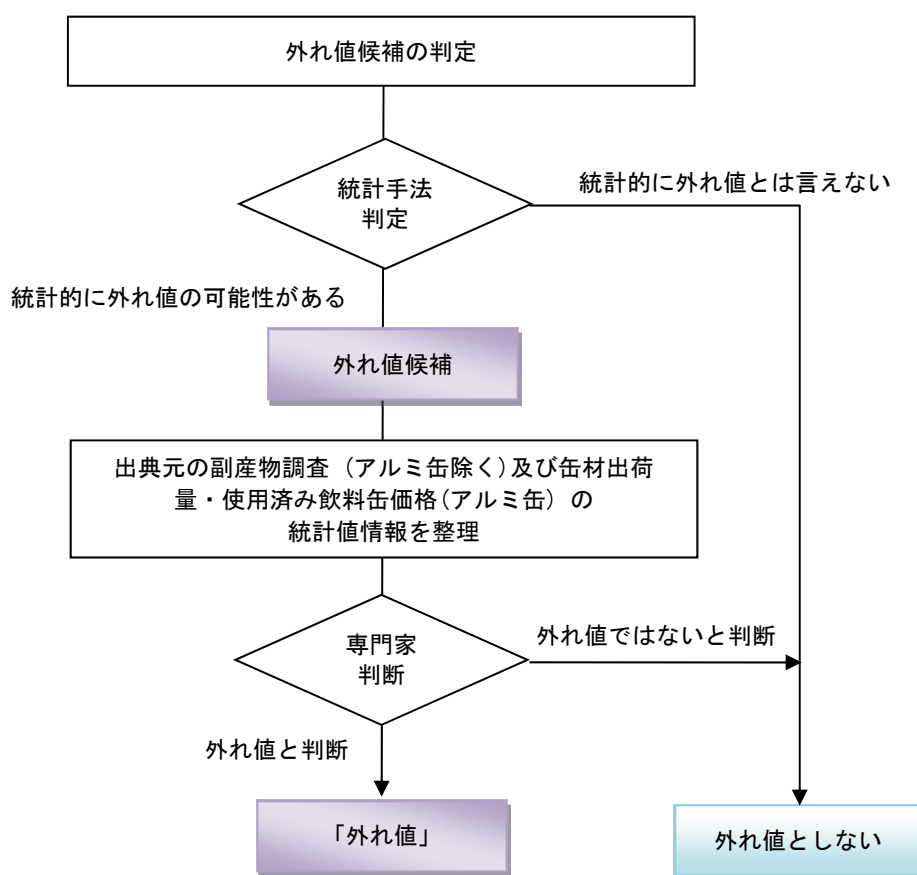 外れ値候補の判定
統計手法
判定
統計的に外れ値とは言えない
統計的に外れ値の可能性がある
外れ値候補
出典元の副産物調査（アルミ缶除く）及び缶材出荷
量・使用済み飲料缶価格（アルミ缶）の
統計値情報を整理
専門家
判断
外れ値ではないと判断
外れ値と判断
「外れ値」
外れ値としない